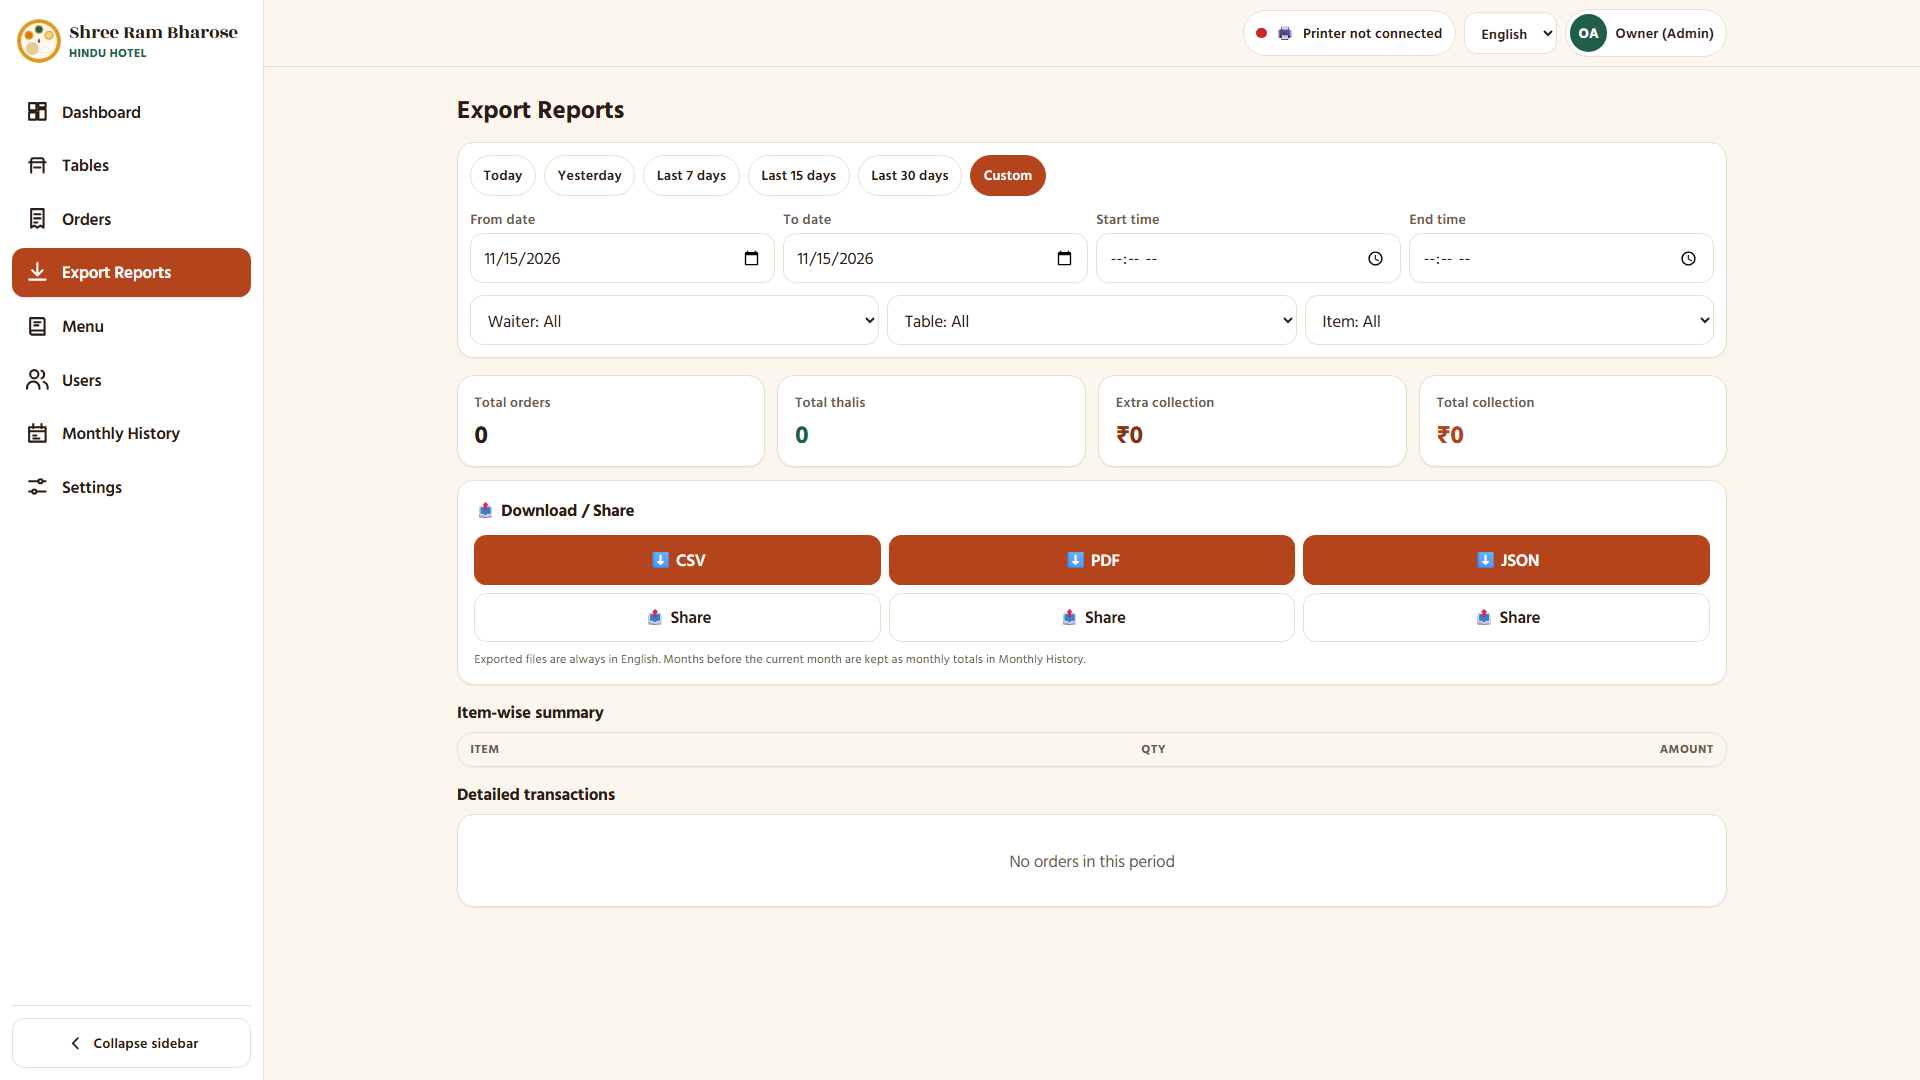 Shree Ram Bharose
HINDU HOTEL
Printer not connected
English
OA
Owner (Admin)
Dashboard
Tables
Orders
Export Reports
Menu
Users
Monthly History
Settings
Collapse sidebar
Export Reports
Today
Yesterday
Last 7 days
Last 15 days
Last 30 days
Custom
From date
To date
Start time
End time
11/15/2026
11/15/2026
--:-- --
--:-- --
Waiter: All
Table: All
Item: All
Total orders
0
Total thalis
0
Extra collection
₹0
Total collection
₹0
Download / Share
CSV
PDF
JSON
Share
Share
Share
Exported files are always in English. Months before the current month are kept as monthly totals in Monthly History.
Item-wise summary
ITEM QTY AMOUNT
Detailed transactions
No orders in this period